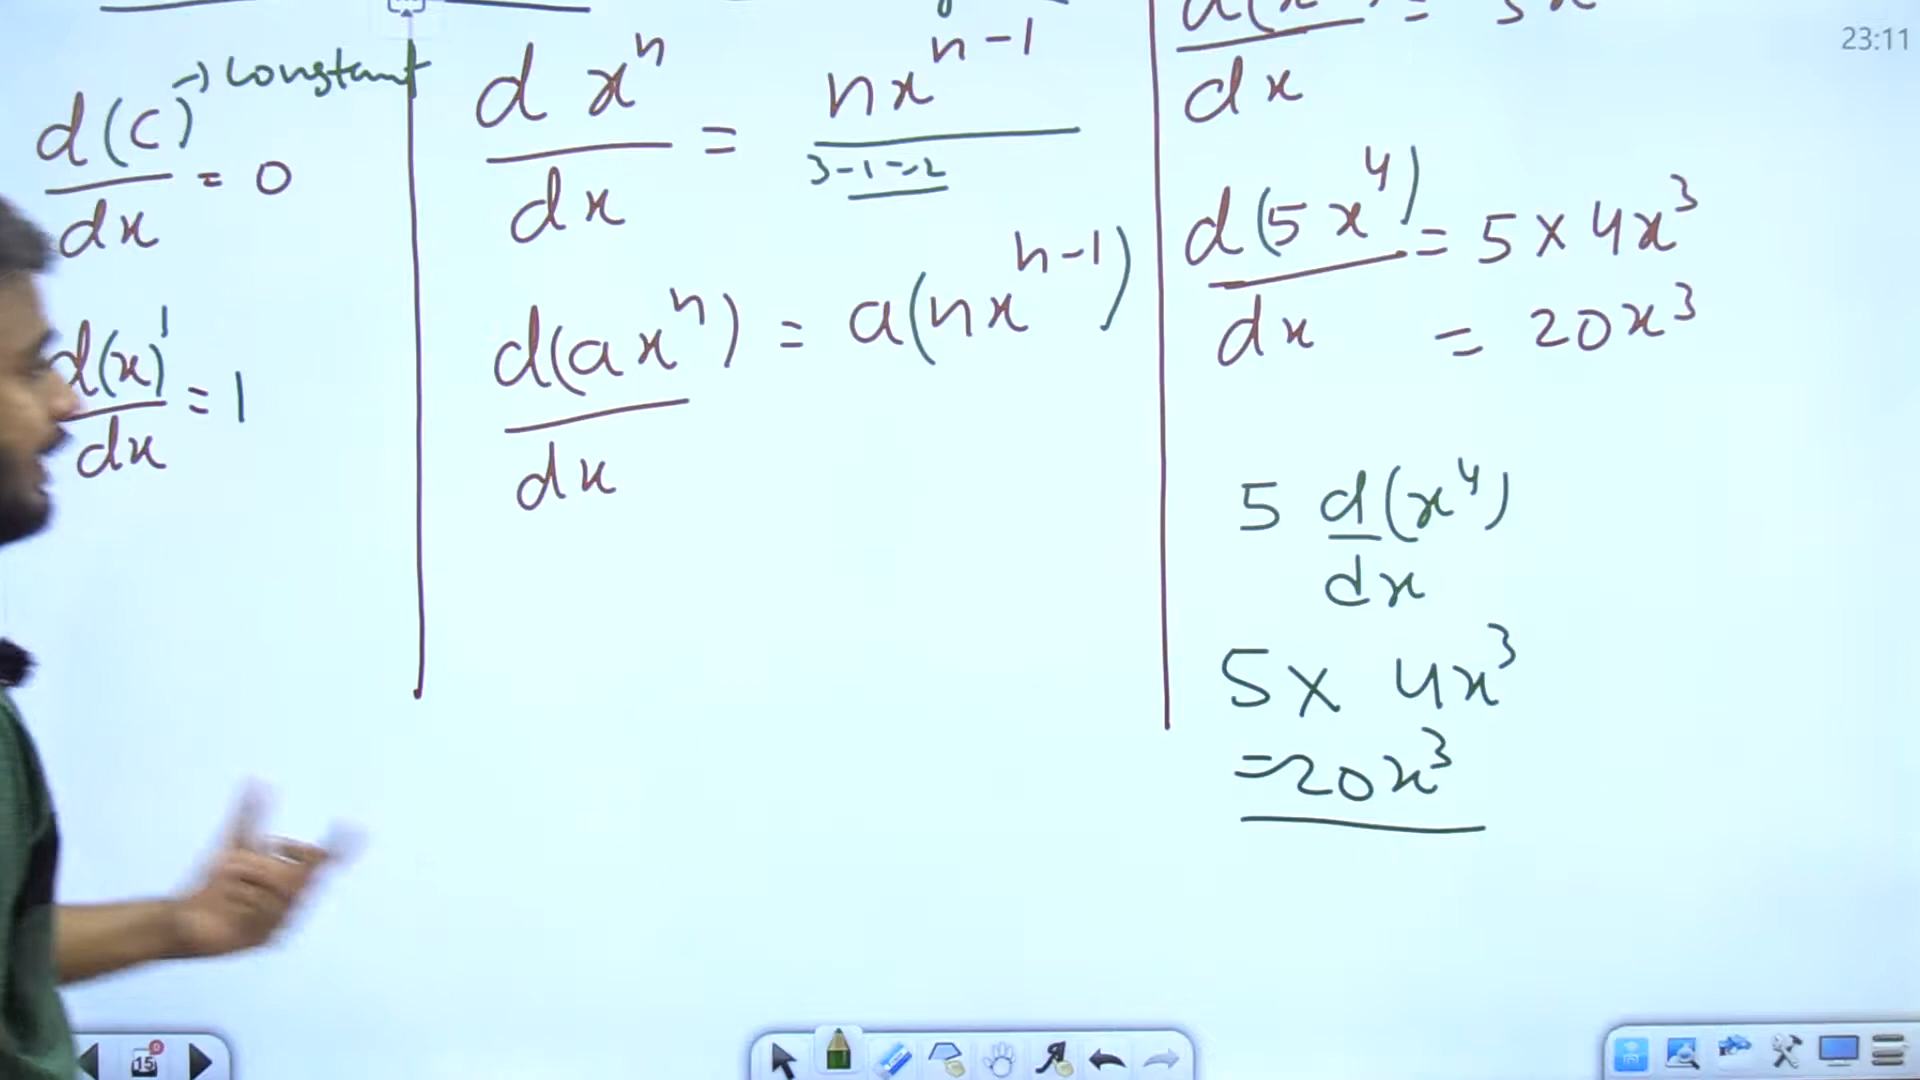 d(c) → Constant
dx = 0
d(x)¹
dx = 1
d xⁿ
dx = nxⁿ⁻¹
3-1=2
d(axⁿ) = a(nxⁿ⁻¹)
dx
dx
d(5x⁴) = 5 × 4x³
dx = 20x³
5 d(x⁴)
dx
5 × 4x³
= 20x³
23:11
15
0